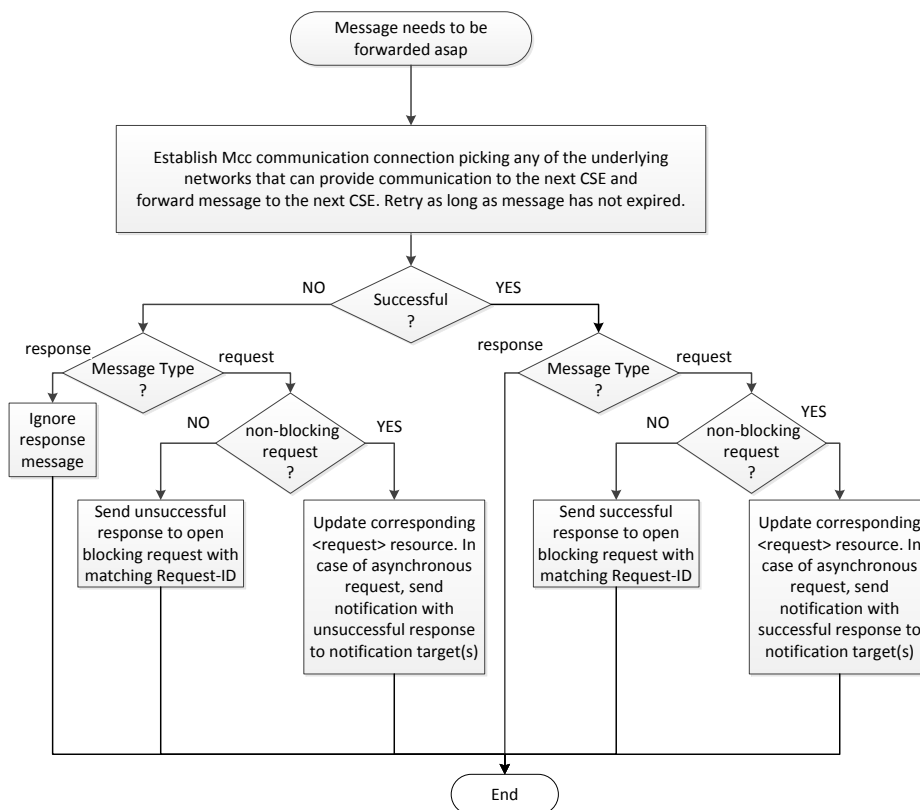 Message needs to be
forwarded asap
Establish Mcc communication connection picking any of the underlying
networks that can provide communication to the next CSE and
forward message to the next CSE. Retry as long as message has not expired.
NO
YES
Successful
?
response
Message Type
?
request
response
Message Type
?
request
Ignore
response
message
NO
non-blocking
request
?
YES
NO
non-blocking
request
?
YES
Send unsuccessful
response to open
blocking request with
matching Request-ID
Update corresponding
<request> resource. In
case of asynchronous
request, send
notification with
unsuccessful response
to notification target(s)
Send successful
response to open
blocking request with
matching Request-ID
Update corresponding
<request> resource. In
case of asynchronous
request, send
notification with
successful response to
notification target(s)
End